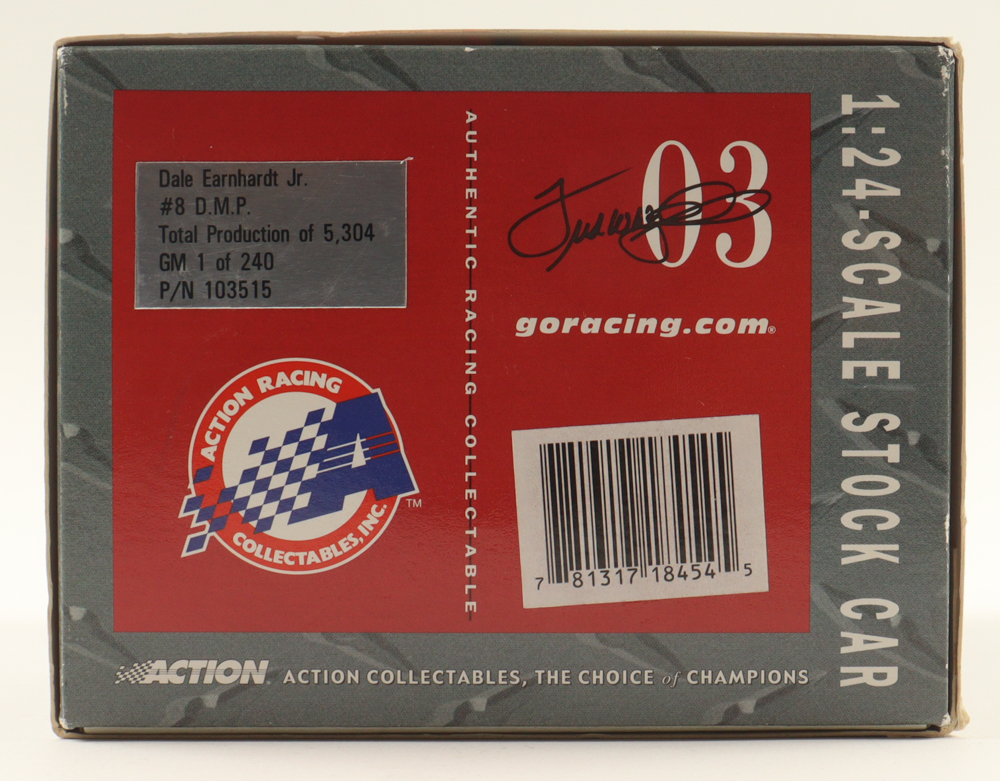 Dale Earnhardt Jr.
#8 D.M.P.
Total Production of 5,304
GM 1 of 240
P/N 103515
ACTION RACING
COLLECTABLES, INC.
TM
AUTHENTIC RACING COLLECTABLE
03
goracing.com®
7 81317 18454 5
1:24-SCALE STOCK CAR
ACTION
ACTION COLLECTABLES, THE CHOICE of CHAMPIONS